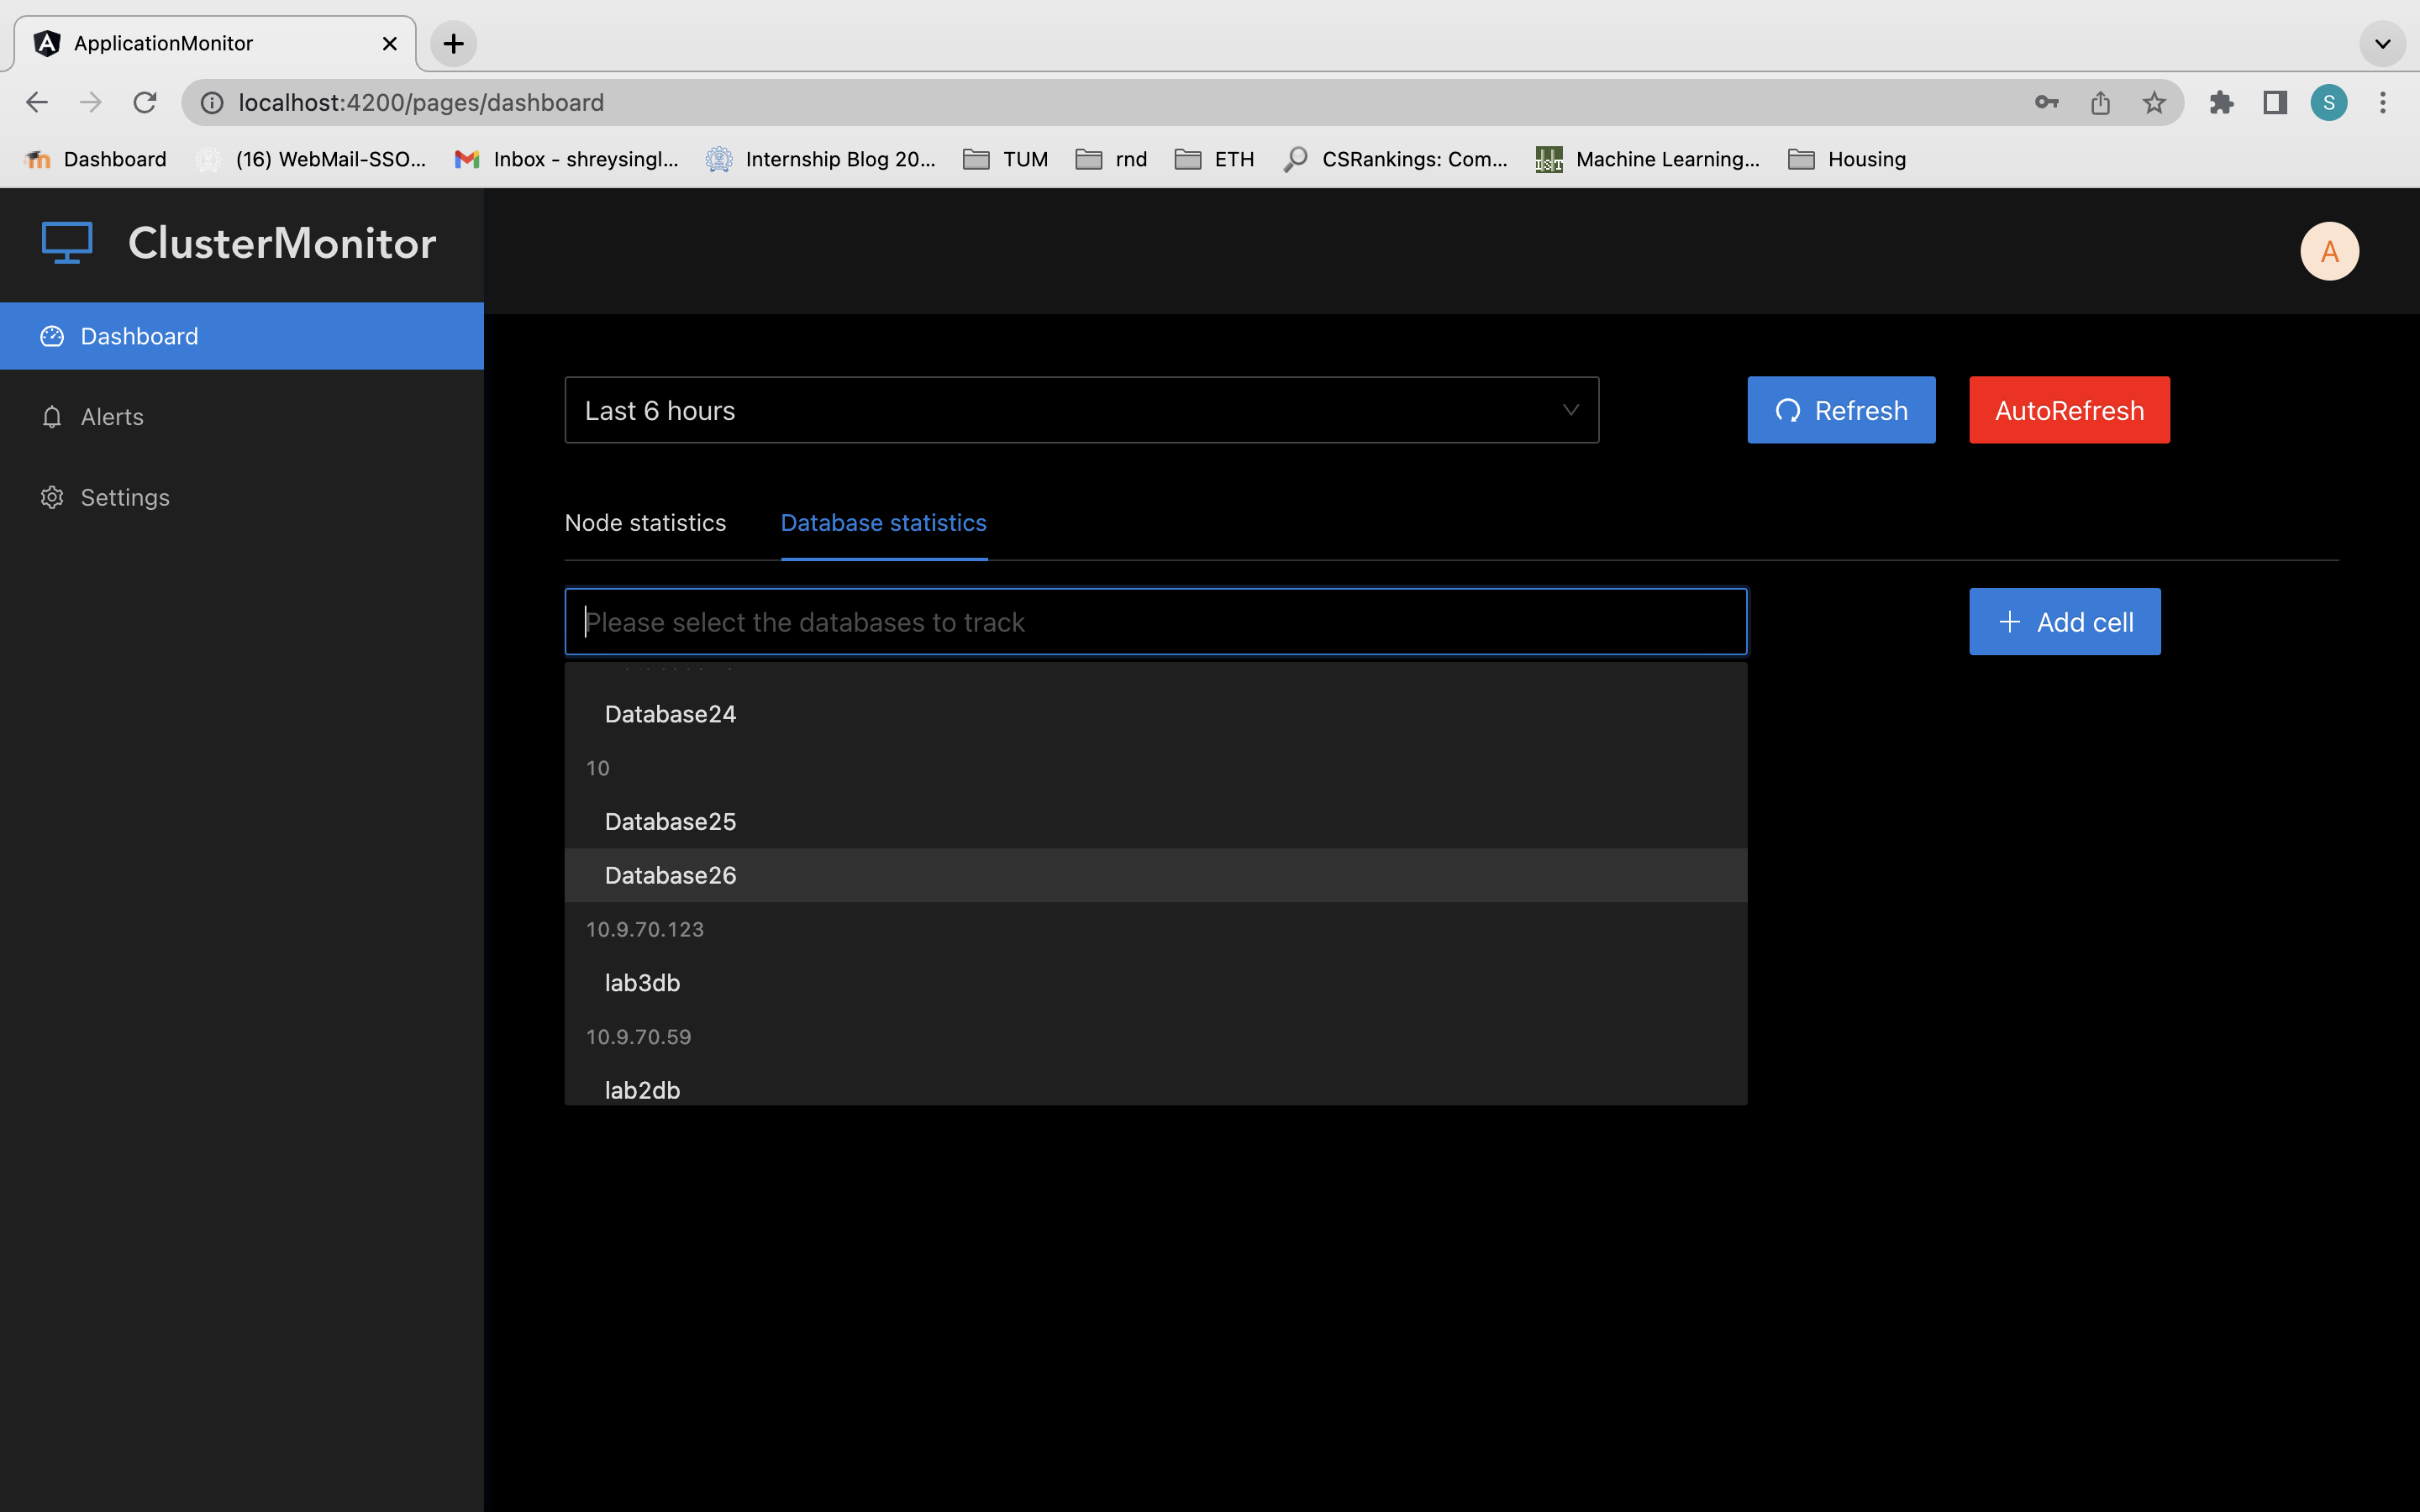 ApplicationMonitor
localhost:4200/pages/dashboard
S
Dashboard
(16) WebMail-SSO...
Inbox - shreysingl...
Internship Blog 20...
TUM
rnd
ETH
CSRankings: Com...
Machine Learning...
Housing
ClusterMonitor
A
Dashboard
Alerts
Settings
Last 6 hours
Refresh
AutoRefresh
Node statistics
Database statistics
Please select the databases to track
Add cell
Database24
10
Database25
Database26
10.9.70.123
lab3db
10.9.70.59
lab2db